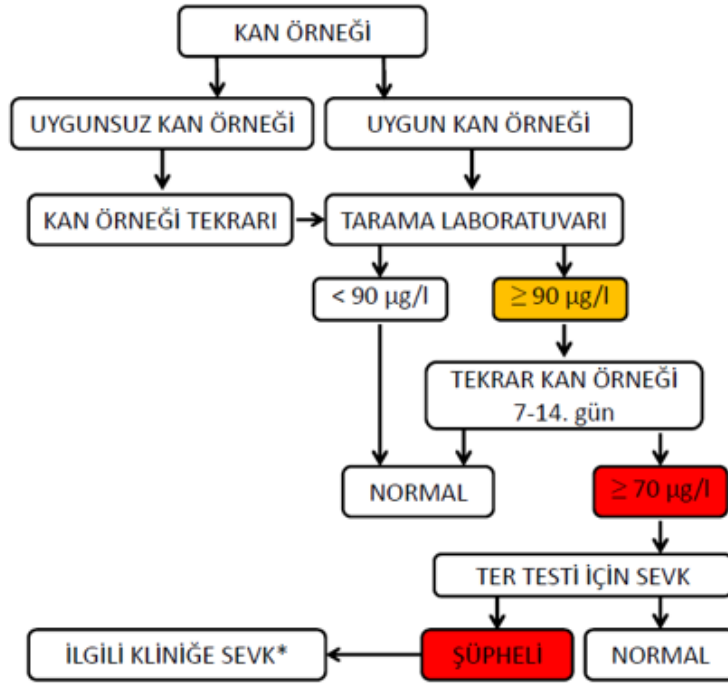 KAN ÖRNEĞİ
UYGUNSUZ KAN ÖRNEĞİ
UYGUN KAN ÖRNEĞİ
KAN ÖRNEĞİ TEKRARI
TARAMA LABORATUVARI
< 90 µg/l
≥ 90 µg/l
TEKRAR KAN ÖRNEĞİ
7-14. gün
NORMAL
≥ 70 µg/l
TER TESTİ İÇİN SEVK
İLGİLİ KLİNİĞE SEVK*
ŞÜPHELİ
NORMAL